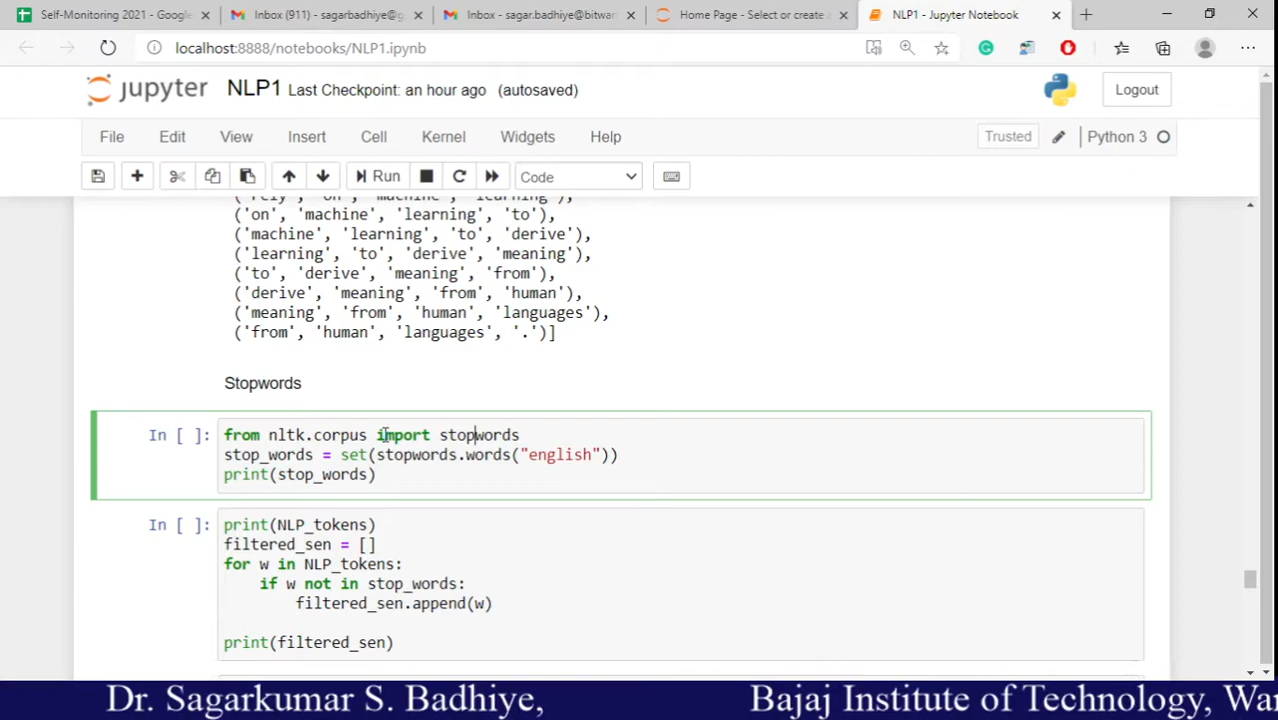 Self-Monitoring 2021 - Google
Inbox (911) - sagarbadhiye@g
Inbox - sagar.badhiye@bitwar
Home Page - Select or create a
NLP1 - Jupyter Notebook
localhost:8888/notebooks/NLP1.ipynb
jupyter NLP1 Last Checkpoint: an hour ago (autosaved)
Logout
File Edit View Insert Cell Kernel Widgets Help
Trusted
Python 3
Run
Code
('rely', 'on', 'machine', 'learning'),
('on', 'machine', 'learning', 'to'),
('machine', 'learning', 'to', 'derive'),
('learning', 'to', 'derive', 'meaning'),
('to', 'derive', 'meaning', 'from'),
('derive', 'meaning', 'from', 'human'),
('meaning', 'from', 'human', 'languages'),
('from', 'human', 'languages', '.')]
Stopwords
In [ ]: from nltk.corpus import stopwords
stop_words = set(stopwords.words("english"))
print(stop_words)
In [ ]: print(NLP_tokens)
filtered_sen = []
for w in NLP_tokens:
if w not in stop_words:
filtered_sen.append(w)
print(filtered_sen)
Dr. Sagarkumar S. Badhiye, Bajaj Institute of Technology, War